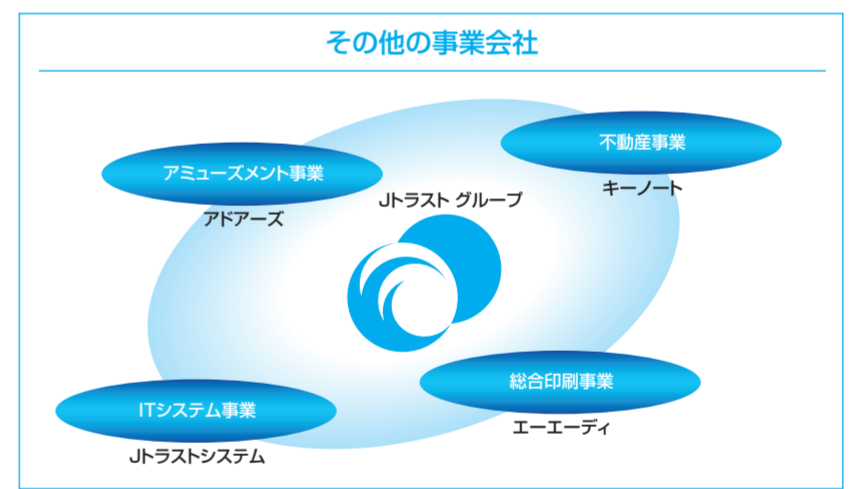 その他の事業会社
アミューズメント事業
アドアーズ
不動産事業
キーノート
Jトラスト グループ
ITシステム事業
Jトラストシステム
総合印刷事業
エーエーディ